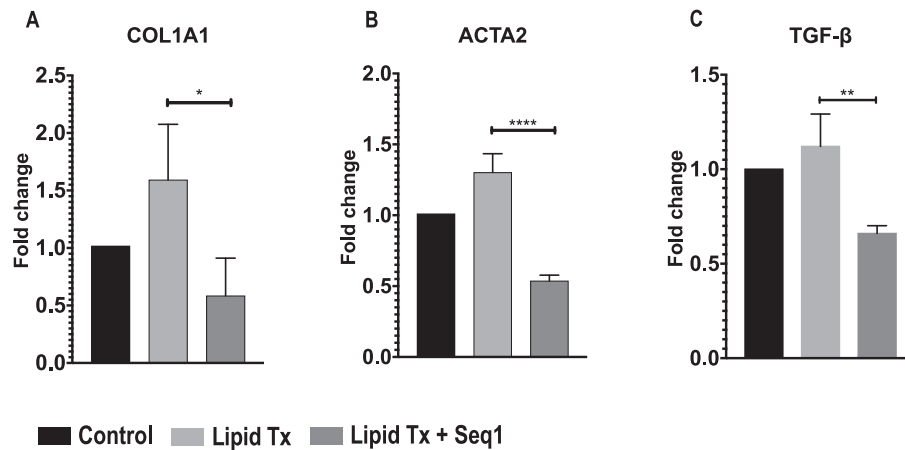 A
COL1A1
Fold change
2.5
2.0
1.5
1.0
0.5
0.0
*
B
ACTA2
Fold change
2.0
1.5
1.0
0.5
0.0
****
C
TGF-β
Fold change
1.5
1.0
0.5
0.0
**
Control Lipid Tx Lipid Tx + Seq1